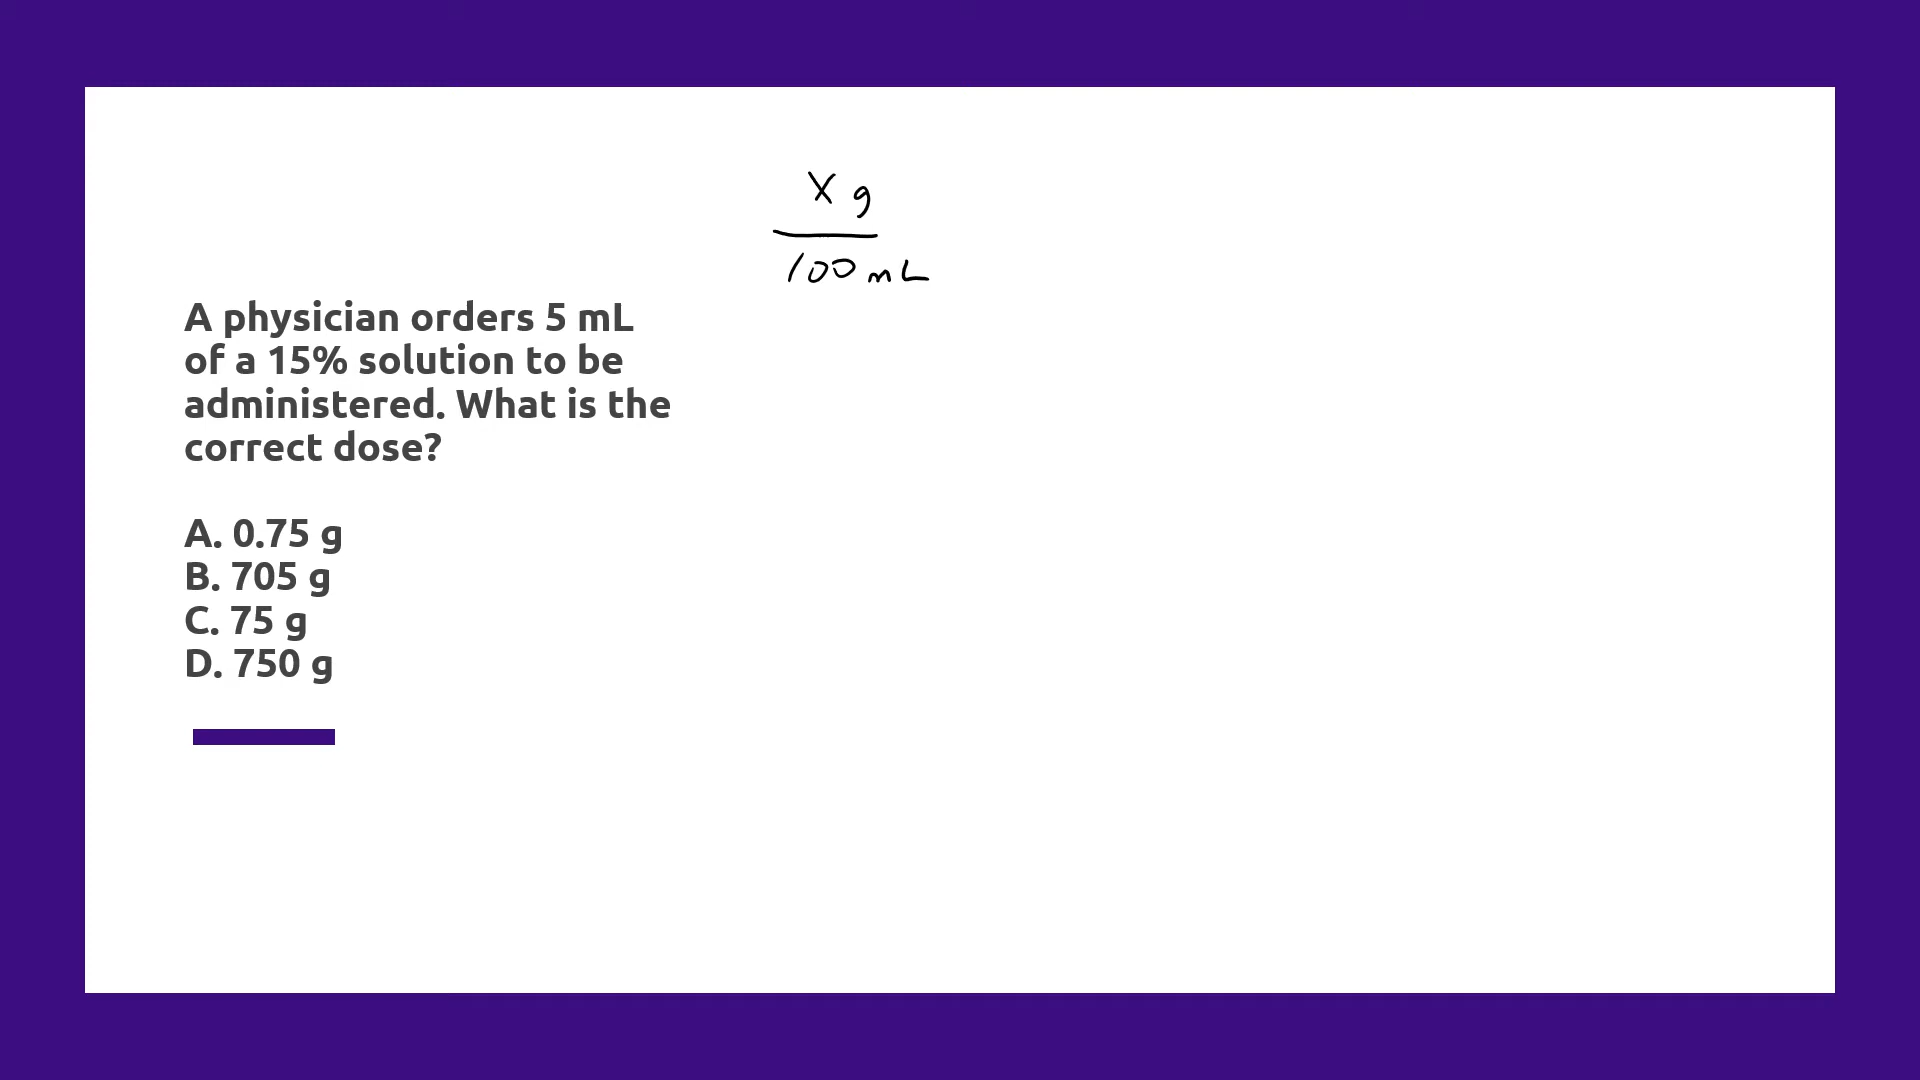 X g
100 mL
A physician orders 5 mL
of a 15% solution to be
administered. What is the
correct dose?
A. 0.75 g
B. 705 g
C. 75 g
D. 750 g